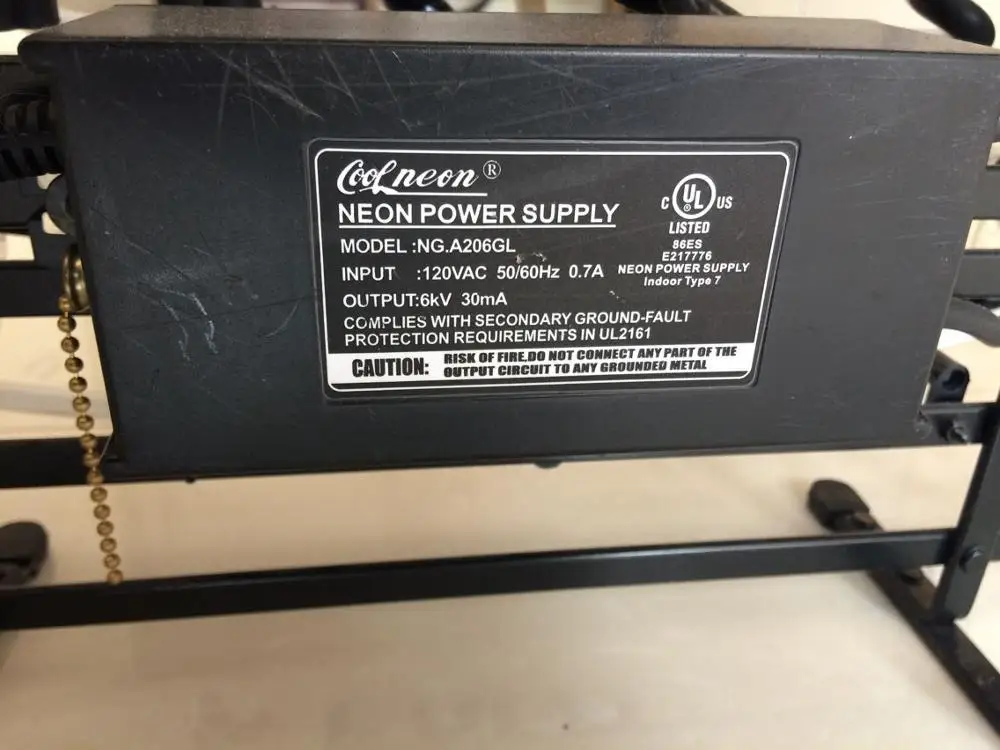 Coolneon ®
NEON POWER SUPPLY
MODEL :NG.A206GL
INPUT :120VAC 50/60Hz 0.7A
OUTPUT:6kV 30mA
COMPLIES WITH SECONDARY GROUND-FAULT
PROTECTION REQUIREMENTS IN UL2161
C UL US
LISTED
86ES
E217776
NEON POWER SUPPLY
Indoor Type 7
CAUTION: RISK OF FIRE,DO NOT CONNECT ANY PART OF THE
OUTPUT CIRCUIT TO ANY GROUNDED METAL